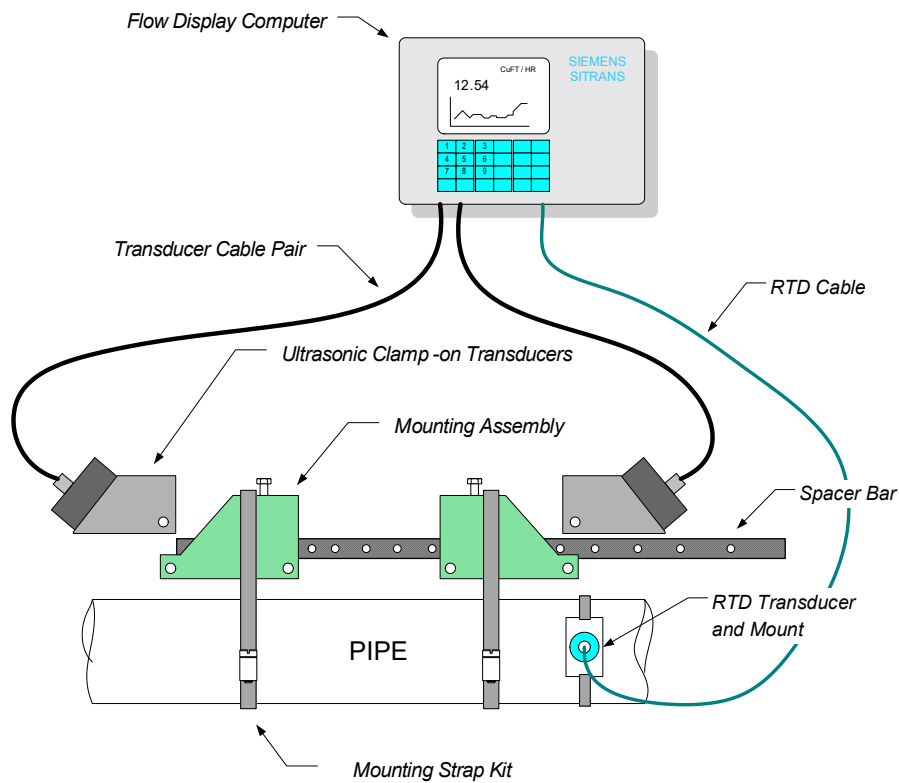 Flow Display Computer
CuFT / HR
12.54
SIEMENS
SITRANS
1 2 3
4 5 6
7 8 9
Transducer Cable Pair
RTD Cable
Ultrasonic Clamp -on Transducers
Mounting Assembly
Spacer Bar
RTD Transducer
and Mount
PIPE
Mounting Strap Kit